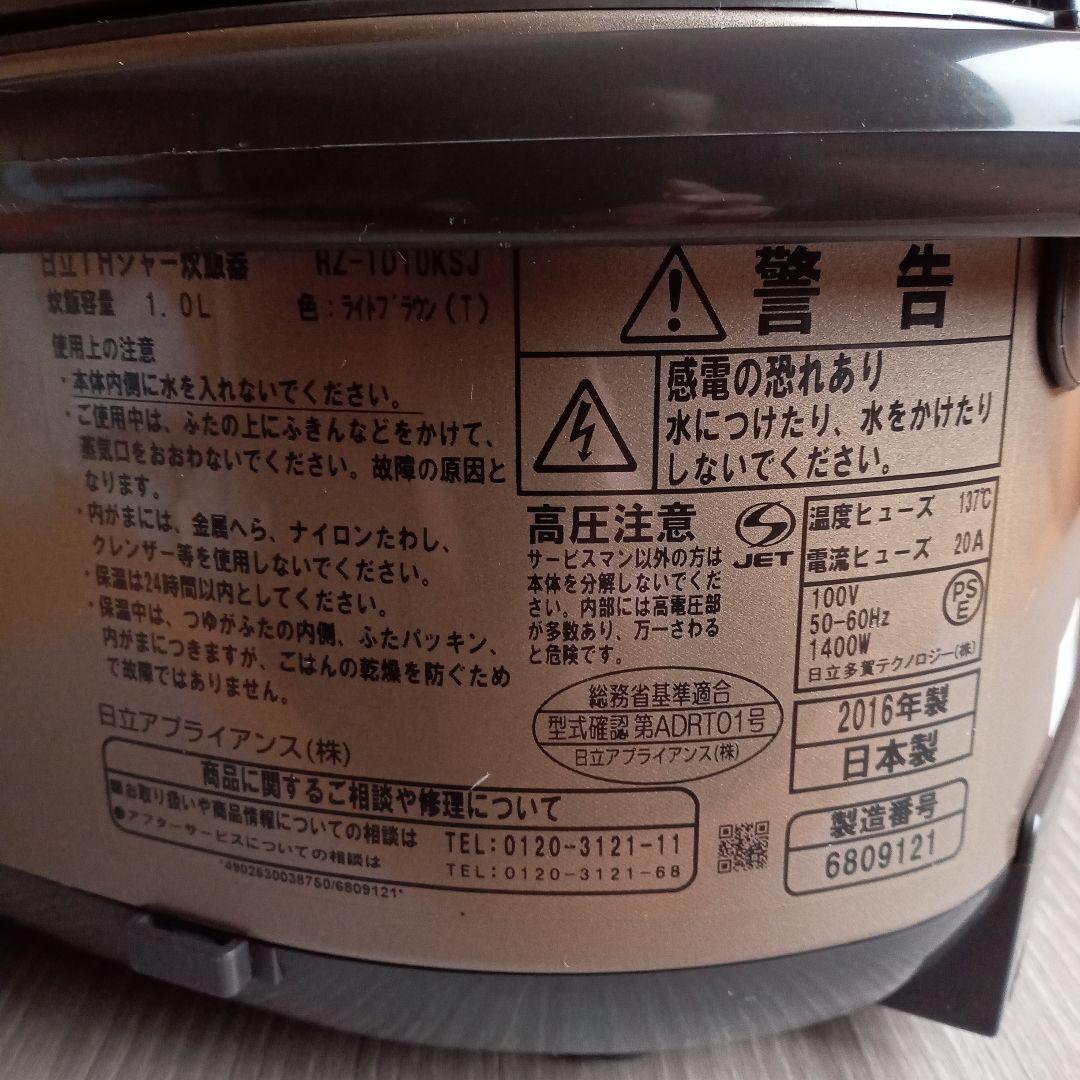 日立IHジャー炊飯器 RZ-TD10KSJ
炊飯容量 1.0L 色:ライトブラウン(T)
使用上の注意
・本体内側に水を入れないでください。
・ご使用中は、ふたの上にふきんなどをかけて、
蒸気口をおおわないでください。故障の原因と
なります。
・内がまには、金属へら、ナイロンたわし、
クレンザー等を使用しないでください。
・保温は24時間以内としてください。
・保温中は、つゆがふたの内側、ふたパッキン、
内がまにつきますが、ごはんの乾燥を防ぐため
で故障ではありません。
日立アプライアンス(株)
警告
感電の恐れあり
水につけたり、水をかけたり
しないでください。
高圧注意
サービスマン以外の方は
本体を分解しないでくだ
さい。内部には高電圧部
が多数あり、万一さわる
と危険です。
JET
温度ヒューズ 137℃
電流ヒューズ 20A
100V
50-60Hz
1400W
PS
E
日立多賀テクノロジー(株)
総務省基準適合
型式確認 第ADRT01号
日立アプライアンス(株)
2016年製
日本製
商品に関するご相談や修理について
■お取り扱いや商品情報についての相談は TEL:0120-3121-11
●アフターサービスについての相談は TEL:0120-3121-68
*4902530038750/6809121*
製造番号
6809121